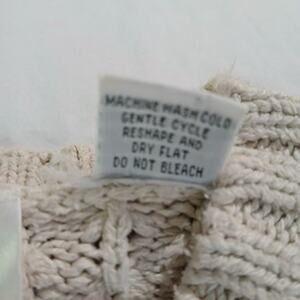 MACHINE WASH COLD
GENTLE CYCLE
RESHAPE AND
DRY FLAT
DO NOT BLEACH